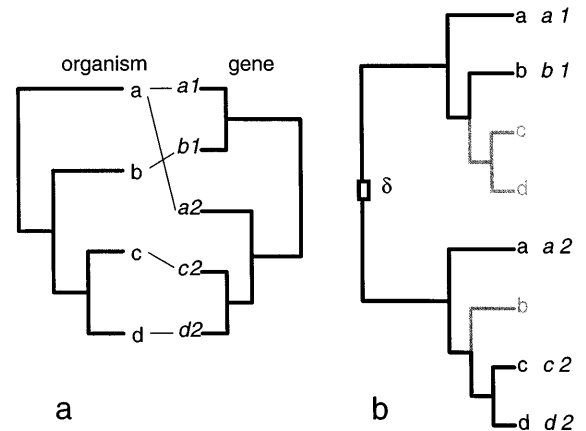 organism gene
a a1
b b1
a2
c c2
d d2
a
a a1
b b1
c
d
δ
a a2
b
c c2
d d2
b